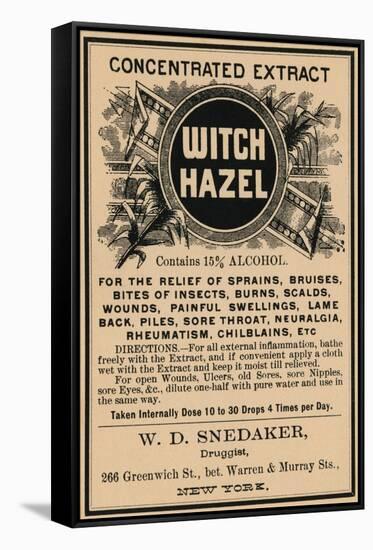 CONCENTRATED EXTRACT
WITCH
HAZEL
Contains 15% ALCOHOL.
FOR THE RELIEF OF SPRAINS, BRUISES,
BITES OF INSECTS, BURNS, SCALDS,
WOUNDS, PAINFUL SWELLINGS, LAME
BACK, PILES, SORE THROAT, NEURALGIA,
RHEUMATISM, CHILBLAINS, ETC
DIRECTIONS.—For all external inflammation, bathe
freely with the Extract, and if convenient apply a cloth
wet with the Extract and keep it moist till relieved.
For open Wounds, Ulcers, old Sores, sore Nipples,
sore Eyes, &c., dilute one-half with pure water and use in
the same way.
Taken Internally Dose 10 to 30 Drops 4 Times per Day.
W. D. SNEDAKER,
Druggist,
266 Greenwich St., bet. Warren & Murray Sts.,
NEW YORK.